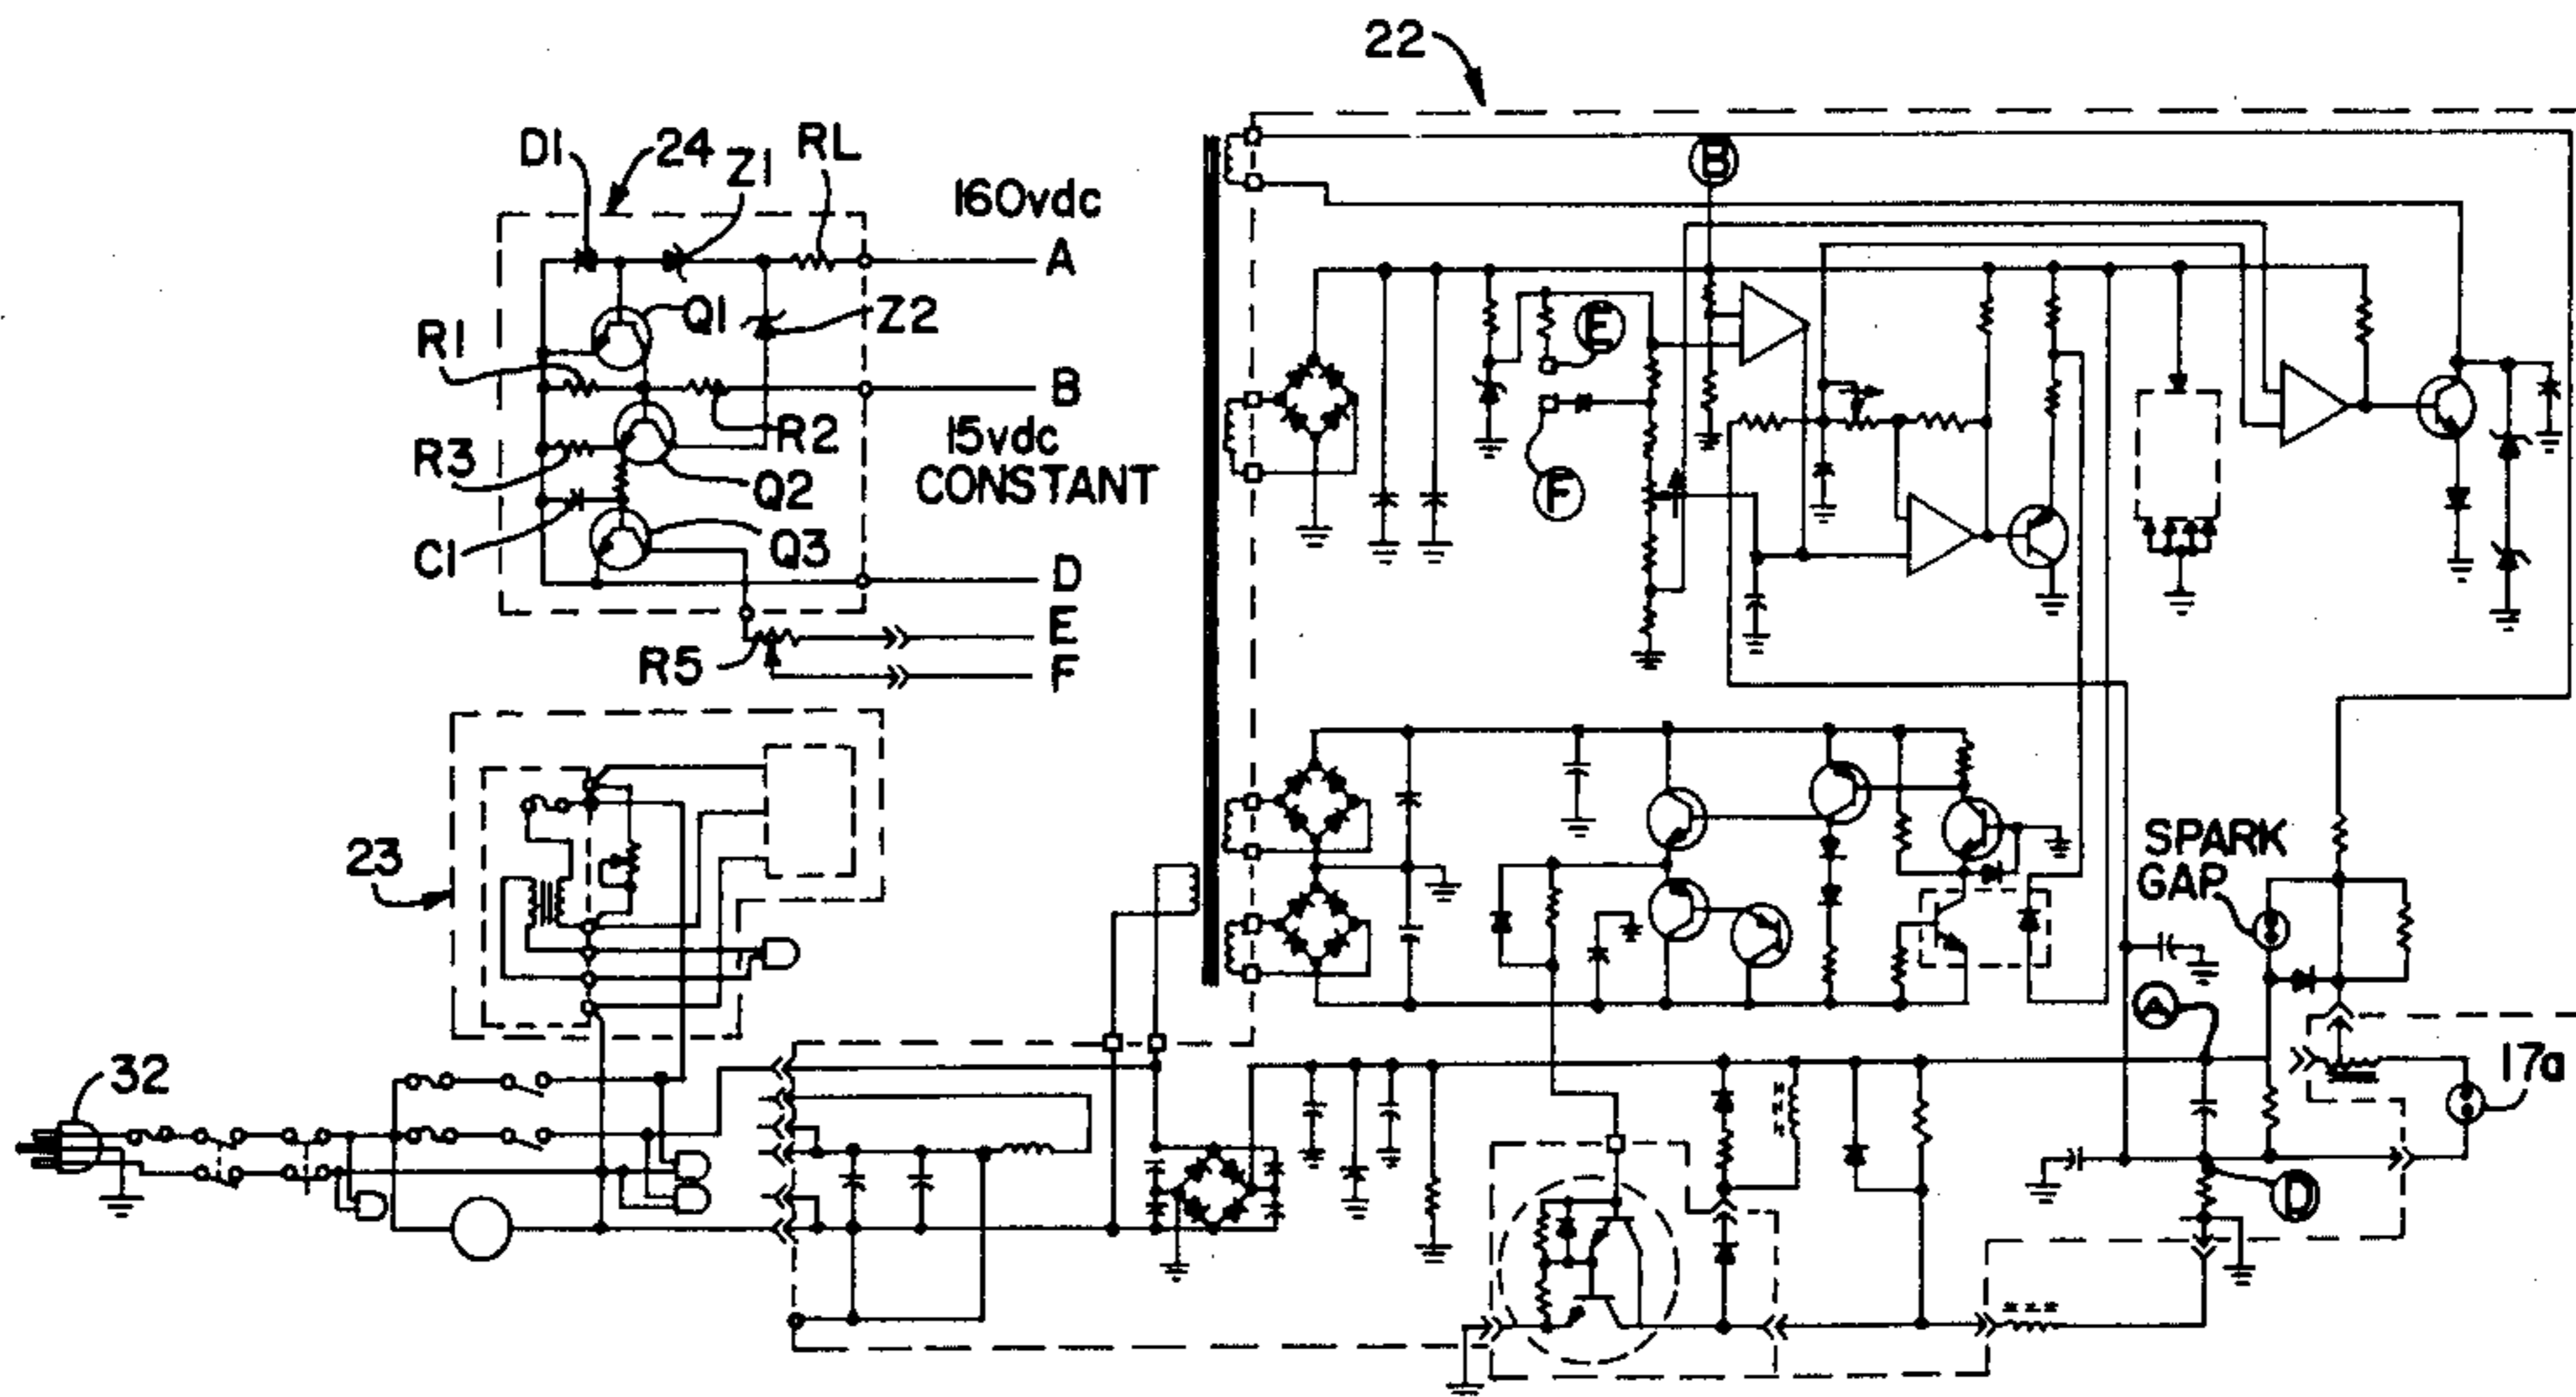 22
D1
24
Z1
RL
160vdc
A
B
Q1
Z2
R1
B
R2
15vdc
CONSTANT
R3
Q2
Q3
C1
D
E
F
R5
E
F
23
SPARK
GAP
A
32
17a
D